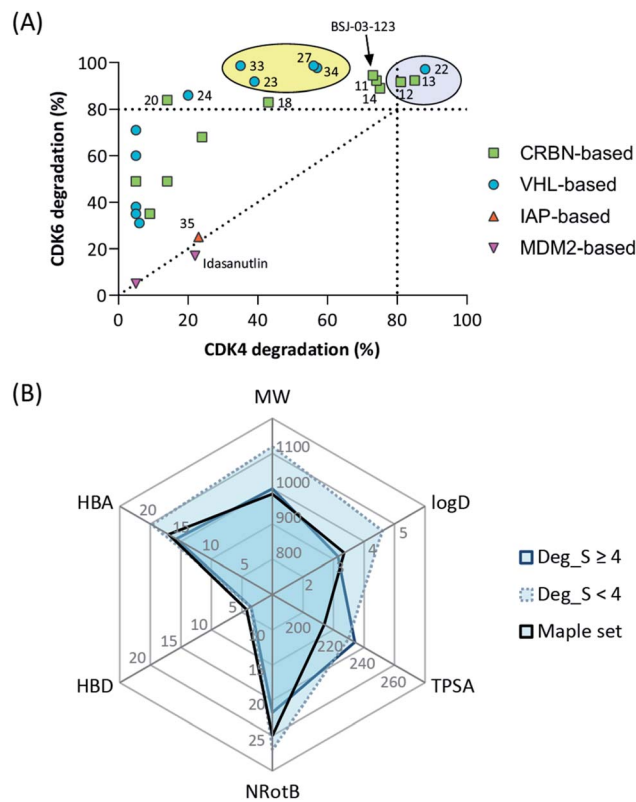 (A)
BSJ-03-123
100
80
60
40
20
0
CDK6 degradation (%)
33
27
34
23
22
11
13
12
14
20
24
18
35
Idasanutlin
0
20
40
60
80
100
CDK4 degradation (%)
CRBN-based
VHL-based
IAP-based
MDM2-based
(B)
MW
1100
1000
900
800
HBA
20
15
10
5
logD
5
4
3
2
HBD
20
15
10
5
TPSA
200
220
240
260
NRotB
10
15
20
25
Deg_S ≥ 4
Deg_S < 4
Maple set